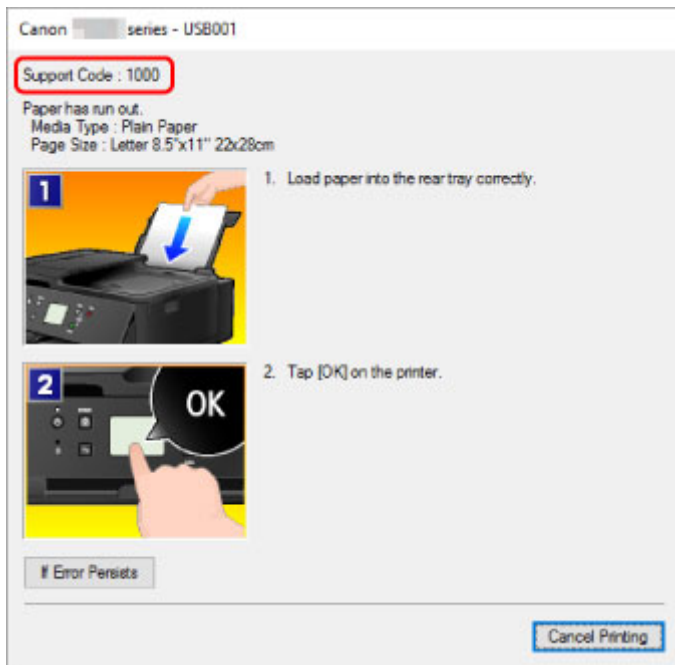 Canon series - USB001
Support Code : 1000
Paper has run out.
Media Type : Plain Paper
Page Size : Letter 8.5"x11" 22x28cm
1
1. Load paper into the rear tray correctly.
2
OK
2. Tap [OK] on the printer.
If Error Persists
Cancel Printing